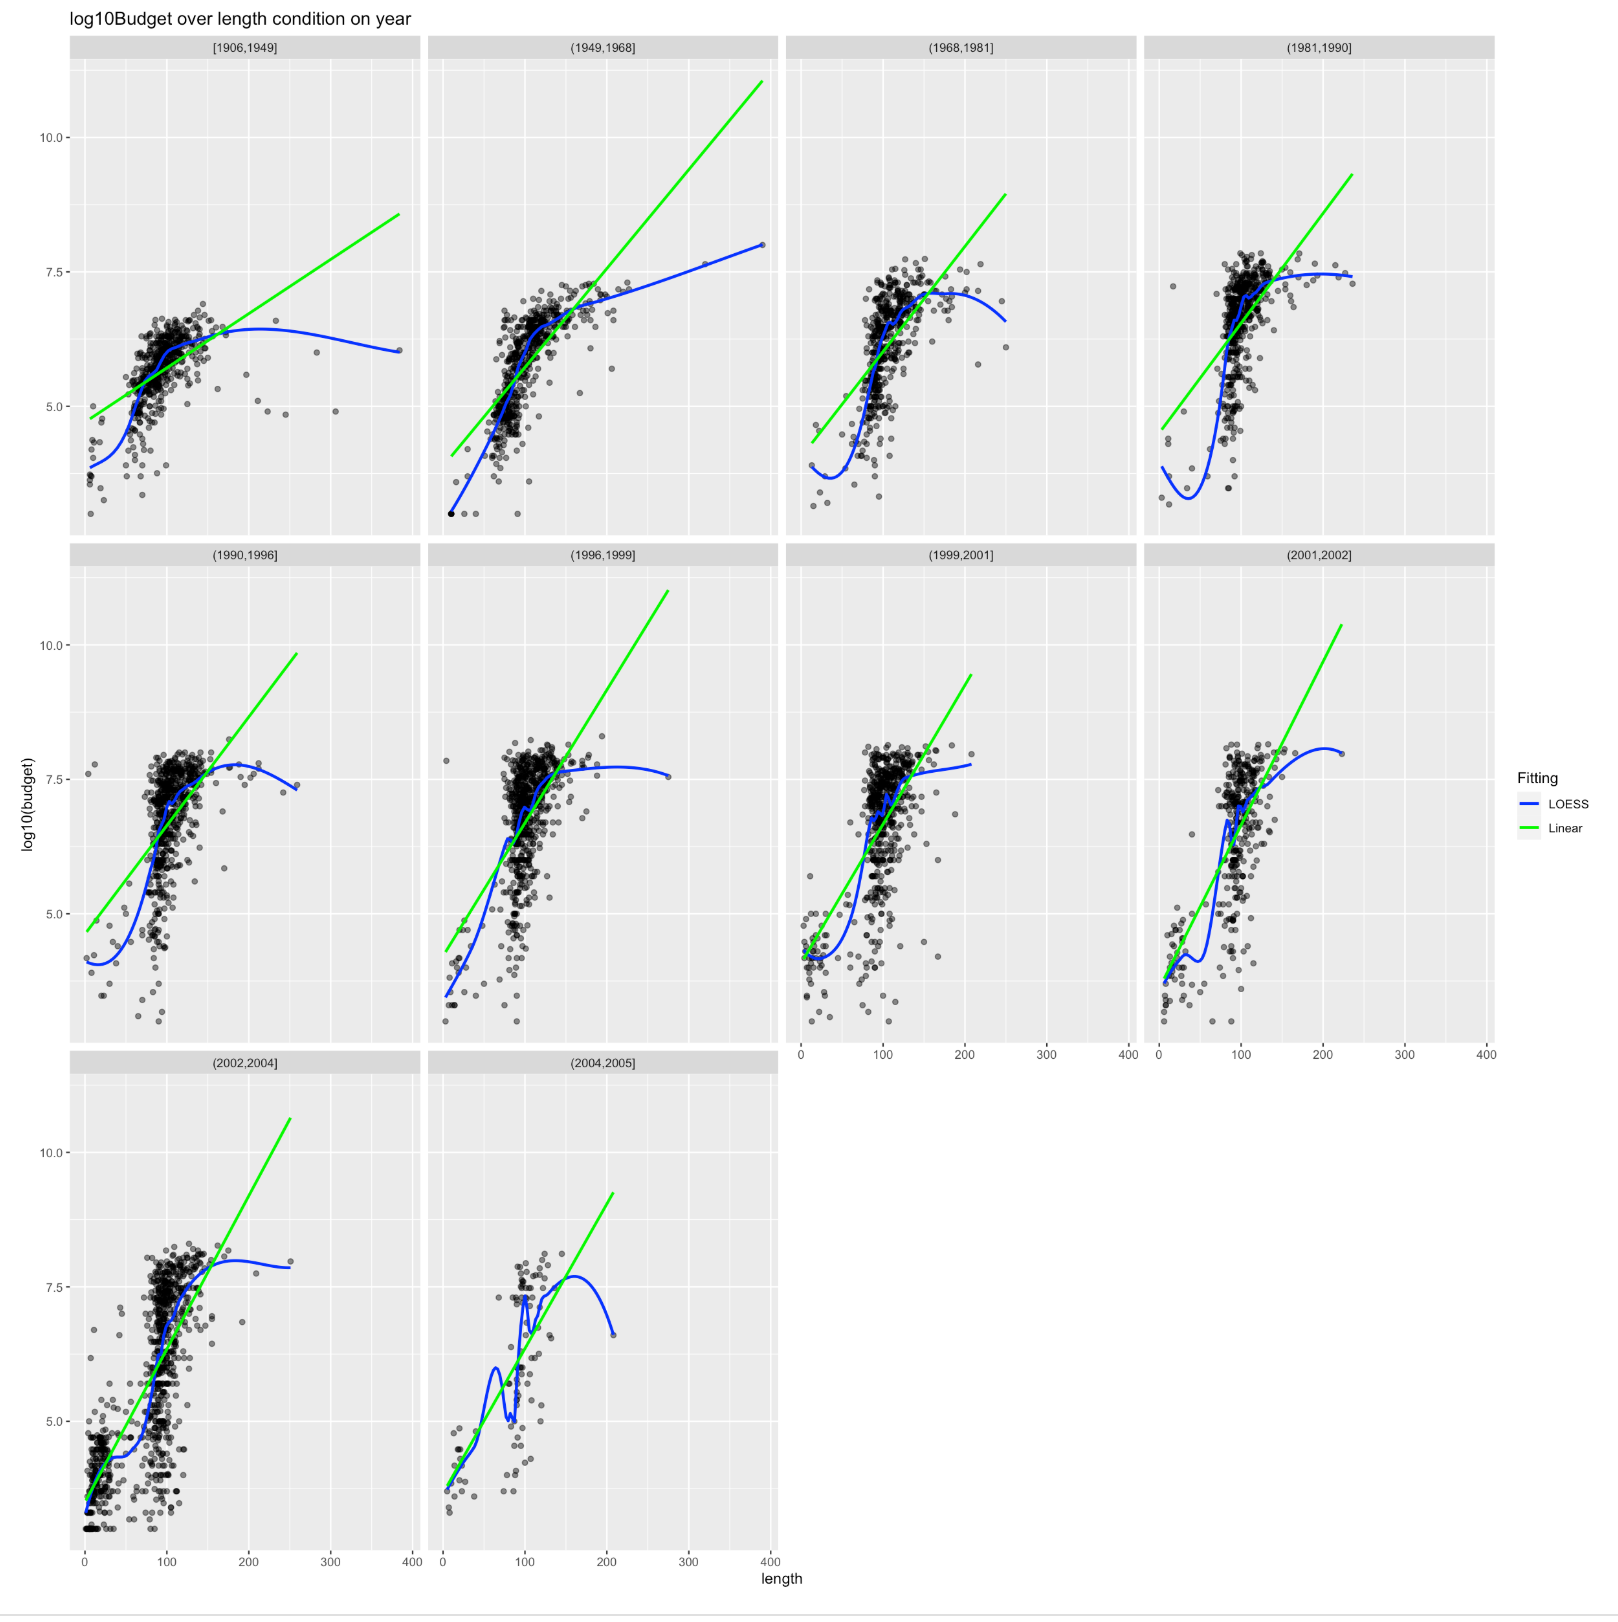 log10Budget over length condition on year
[1906,1949] (1949,1968] (1968,1981] (1981,1990]
10.0
7.5
5.0
(1990,1996] (1996,1999] (1999,2001] (2001,2002]
10.0
7.5
5.0
0 100 200 300 400 0 100 200 300 400
(2002,2004] (2004,2005]
10.0
7.5
5.0
0 100 200 300 400 0 100 200 300 400
length
log10(budget)
Fitting
LOESS
Linear